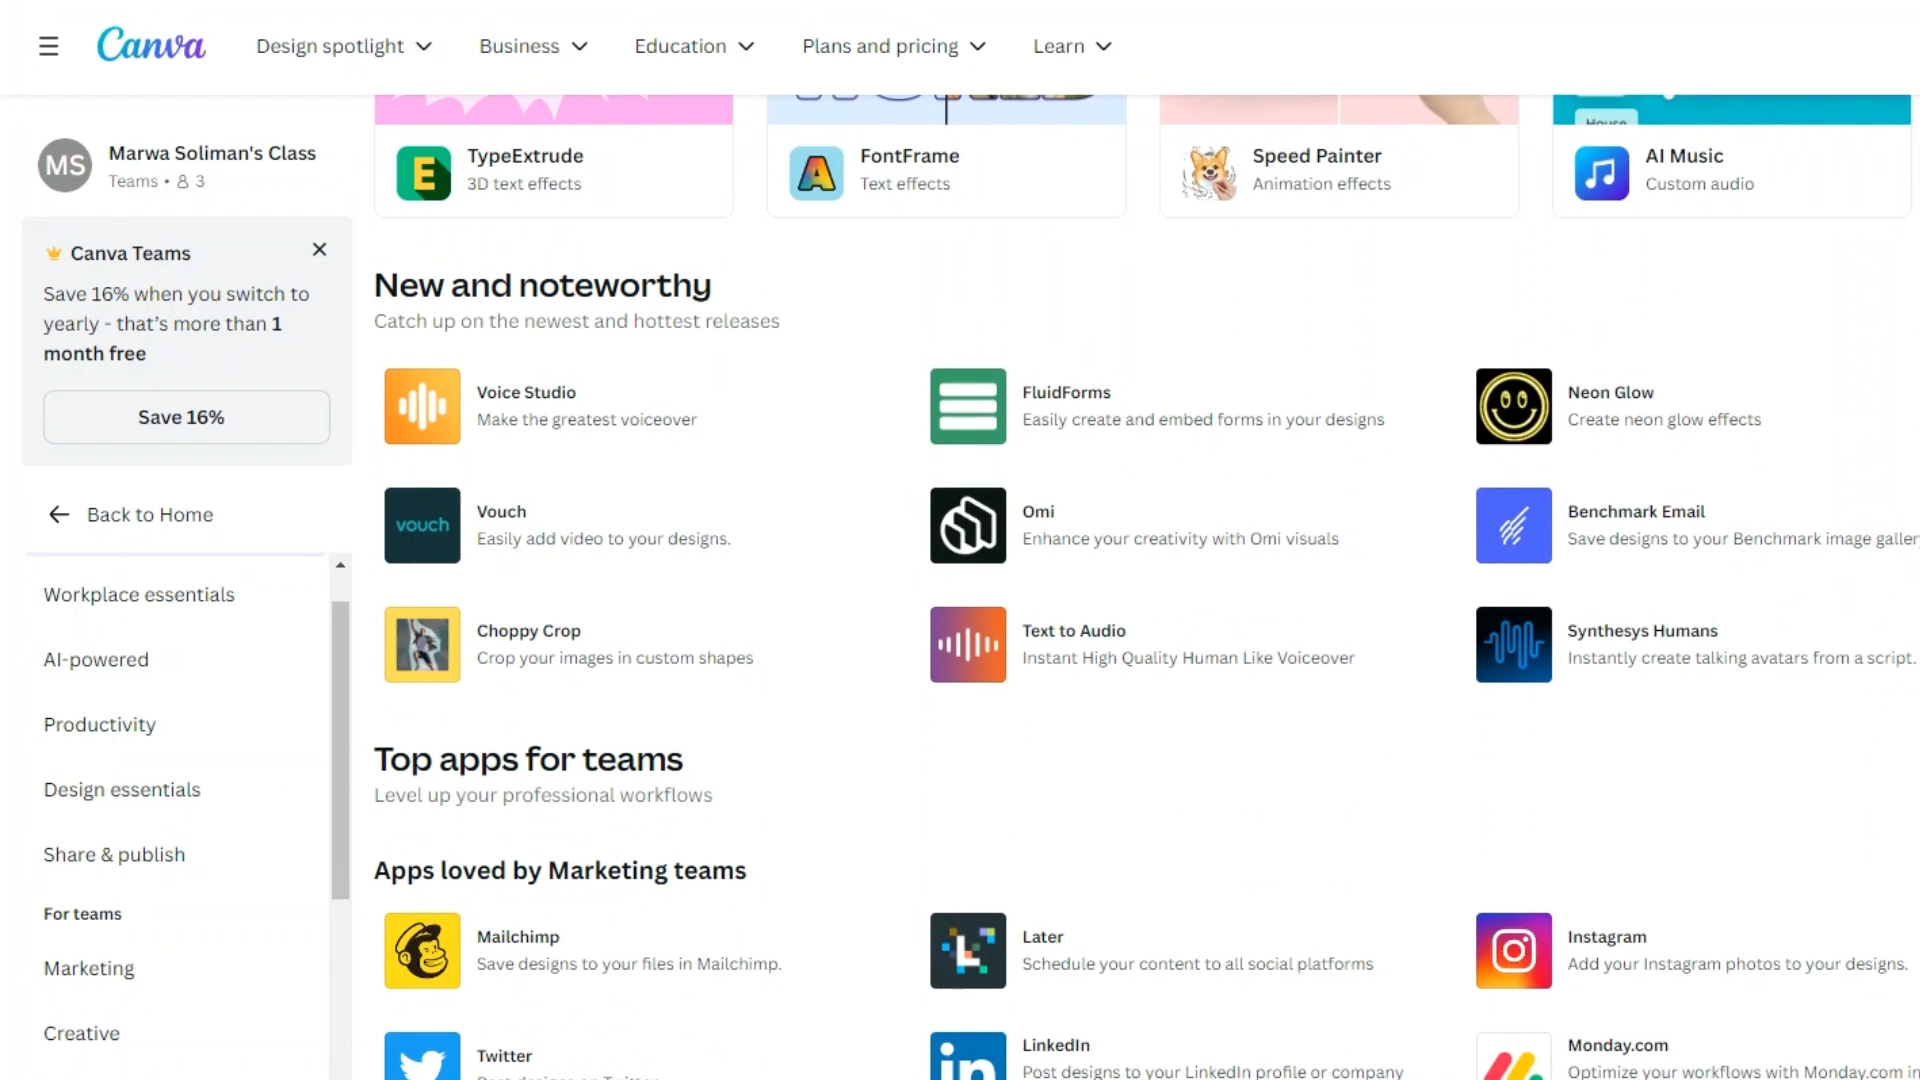 Canva
Design spotlight
Business
Education
Plans and pricing
Learn
MS
Marwa Soliman's Class
Teams • 3
Canva Teams
Save 16% when you switch to
yearly - that's more than 1
month free
Save 16%
Back to Home
Workplace essentials
AI-powered
Productivity
Design essentials
Share & publish
For teams
Marketing
Creative
TypeExtrude
3D text effects
FontFrame
Text effects
Speed Painter
Animation effects
House
AI Music
Custom audio
New and noteworthy
Catch up on the newest and hottest releases
Voice Studio
Make the greatest voiceover
FluidForms
Easily create and embed forms in your designs
Neon Glow
Create neon glow effects
vouch
Vouch
Easily add video to your designs.
Omi
Enhance your creativity with Omi visuals
Benchmark Email
Save designs to your Benchmark image galler
Choppy Crop
Crop your images in custom shapes
Text to Audio
Instant High Quality Human Like Voiceover
Synthesys Humans
Instantly create talking avatars from a script.
Top apps for teams
Level up your professional workflows
Apps loved by Marketing teams
Mailchimp
Save designs to your files in Mailchimp.
Later
Schedule your content to all social platforms
Instagram
Add your Instagram photos to your designs.
Twitter
Post designs on Twitter
in
LinkedIn
Post designs to your LinkedIn profile or company
Monday.com
Optimize your workflows with Monday.com in